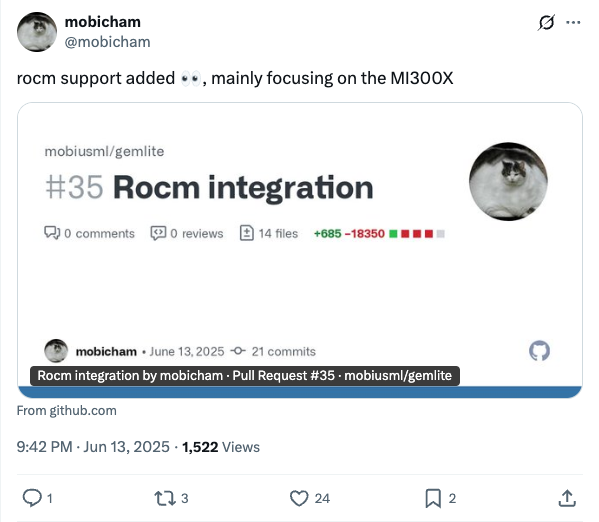 mobicham
@mobicham
rocm support added 👀, mainly focusing on the MI300X
mobiusml/gemlite
#35 Rocm integration
0 comments 0 reviews 14 files +685 -18350
mobicham • June 13, 2025 21 commits
Rocm integration by mobicham · Pull Request #35 · mobiusml/gemlite
From github.com
9:42 PM · Jun 13, 2025 · 1,522 Views
1 3 24 2